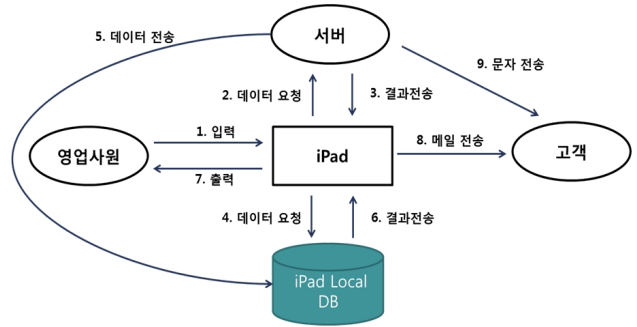 5. 데이터 전송
서버
9. 문자 전송
2. 데이터 요청
3. 결과전송
영업사원
1. 입력
iPad
8. 메일 전송
고객
7. 출력
4. 데이터 요청
6. 결과전송
iPad Local
DB